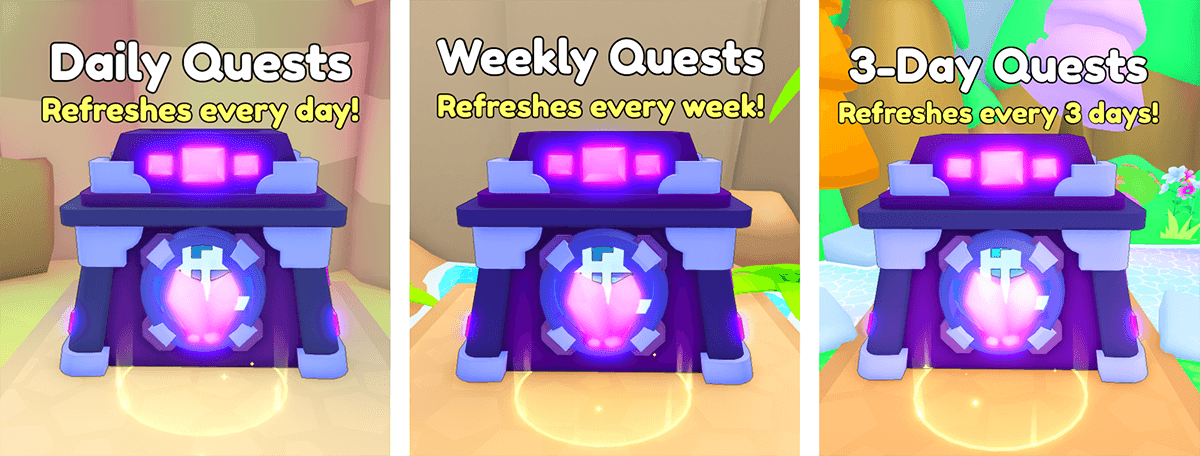 Daily Quests
Refreshes every day!
Weekly Quests
Refreshes every week!
3-Day Quests
Refreshes every 3 days!